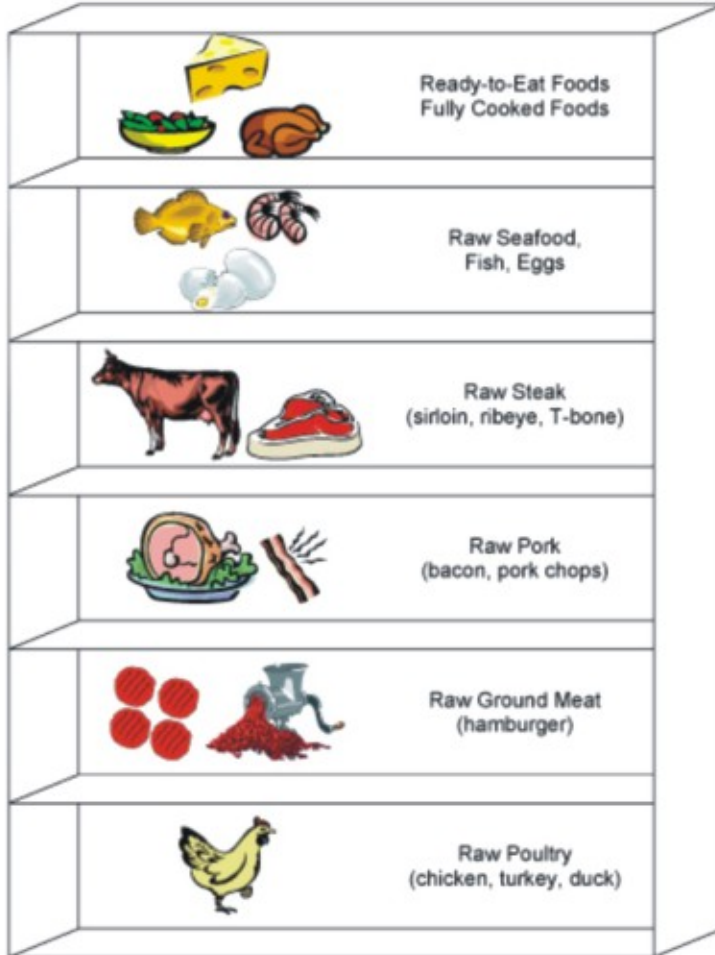 Ready-to-Eat Foods
Fully Cooked Foods
Raw Seafood,
Fish, Eggs
Raw Steak
(sirloin, ribeye, T-bone)
Raw Pork
(bacon, pork chops)
Raw Ground Meat
(hamburger)
Raw Poultry
(chicken, turkey, duck)